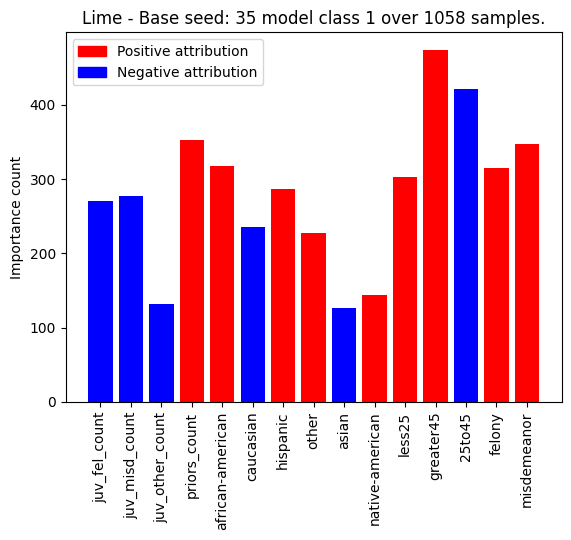 Lime - Base seed: 35 model class 1 over 1058 samples.
Positive attribution
Negative attribution
Importance count
400
300
200
100
0
juv_fel_count
juv_misd_count
juv_other_count
priors_count
african-american
caucasian
hispanic
other
asian
native-american
less25
greater45
25to45
felony
misdemeanor